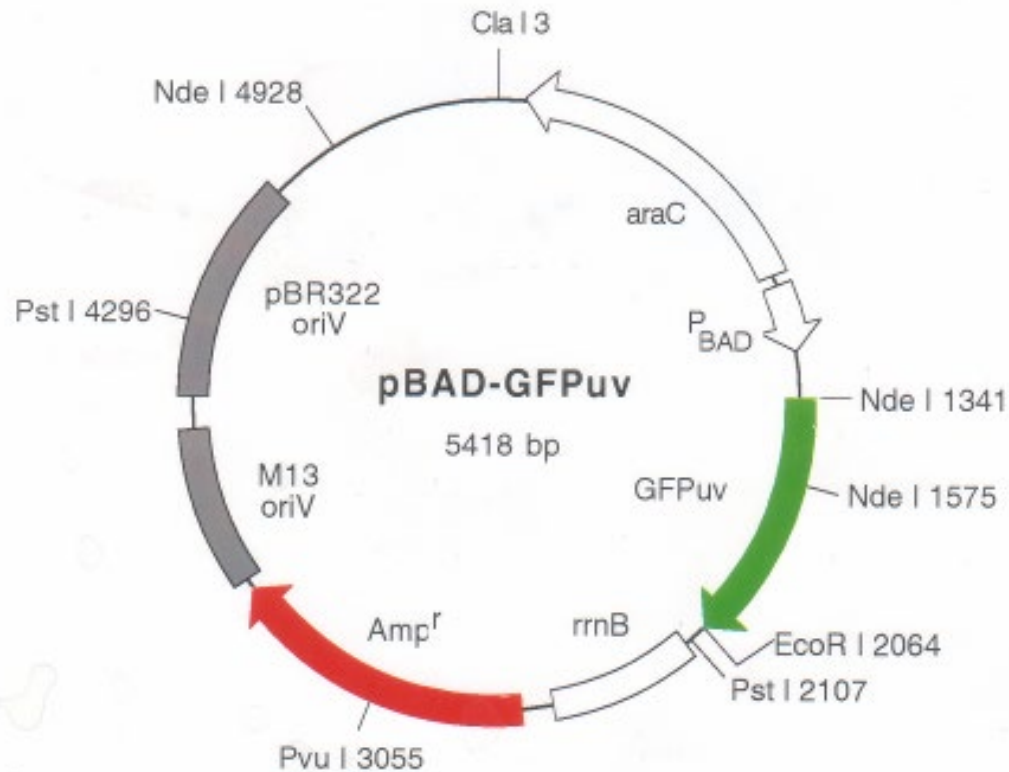 Cla I 3
Nde I 4928
araC
Pst I 4296
pBR322
oriV
P BAD
pBAD-GFPuv
5418 bp
Nde I 1341
M13
oriV
GFPuv
Nde I 1575
Amp r
rrnB
EcoR I 2064
Pst I 2107
Pvu I 3055